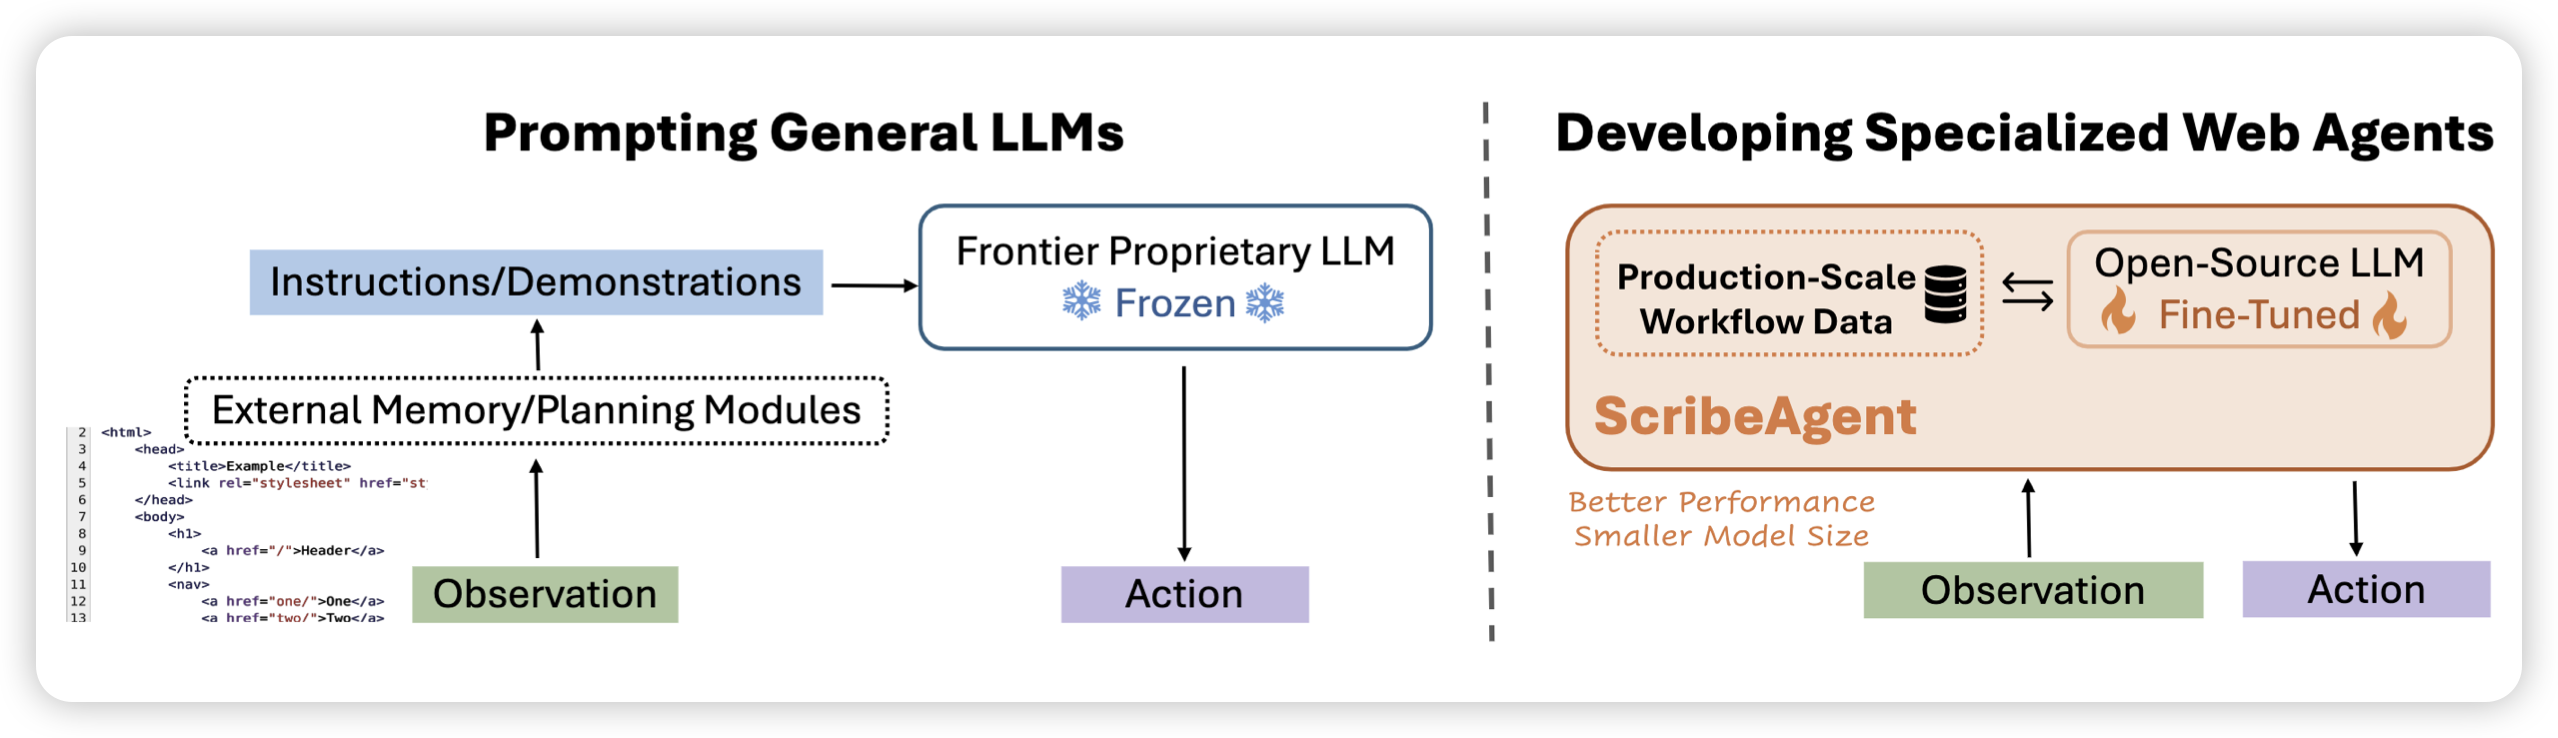 Prompting General LLMs
Instructions/Demonstrations
Frontier Proprietary LLM
Frozen
External Memory/Planning Modules
2 <html>
3 <head>
4 <title>Example</title>
5 <link rel="stylesheet" href="st
6 </head>
7 <body>
8 <h1>
9 <a href="/">Header</a>
10 </h1>
11 <nav>
12 <a href="one/">One</a>
13 <a href="two/">Two</a>
Observation
Action
Developing Specialized Web Agents
Production-Scale
Workflow Data
Open-Source LLM
Fine-Tuned
ScribeAgent
Better Performance
Smaller Model Size
Observation
Action